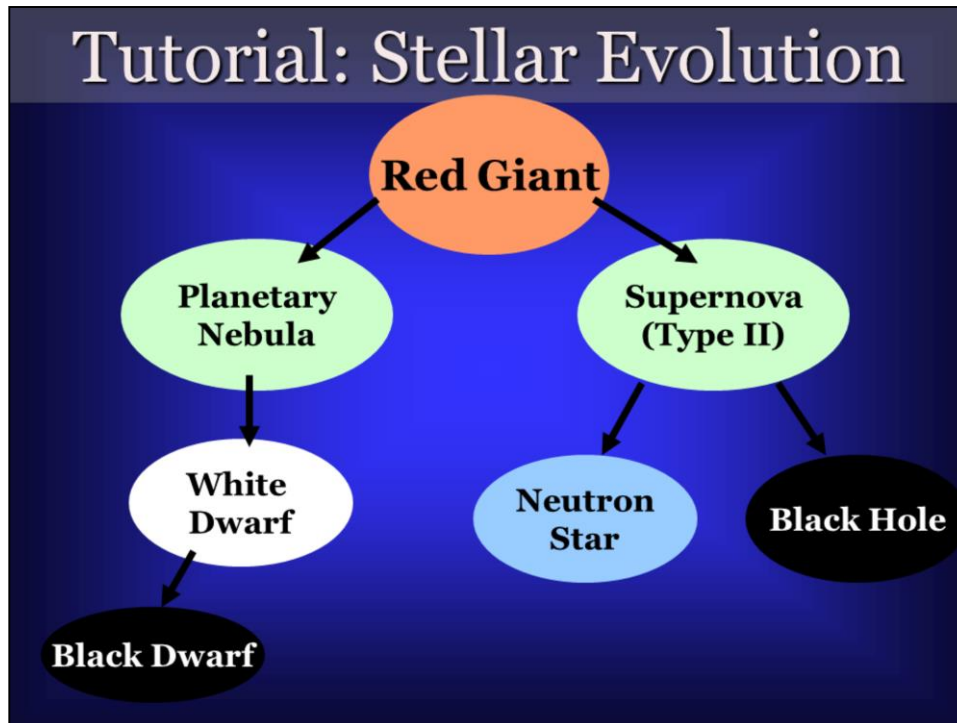 Tutorial: Stellar Evolution
Red Giant
Planetary
Nebula
Supernova
(Type II)
White
Dwarf
Neutron
Star
Black Hole
Black Dwarf